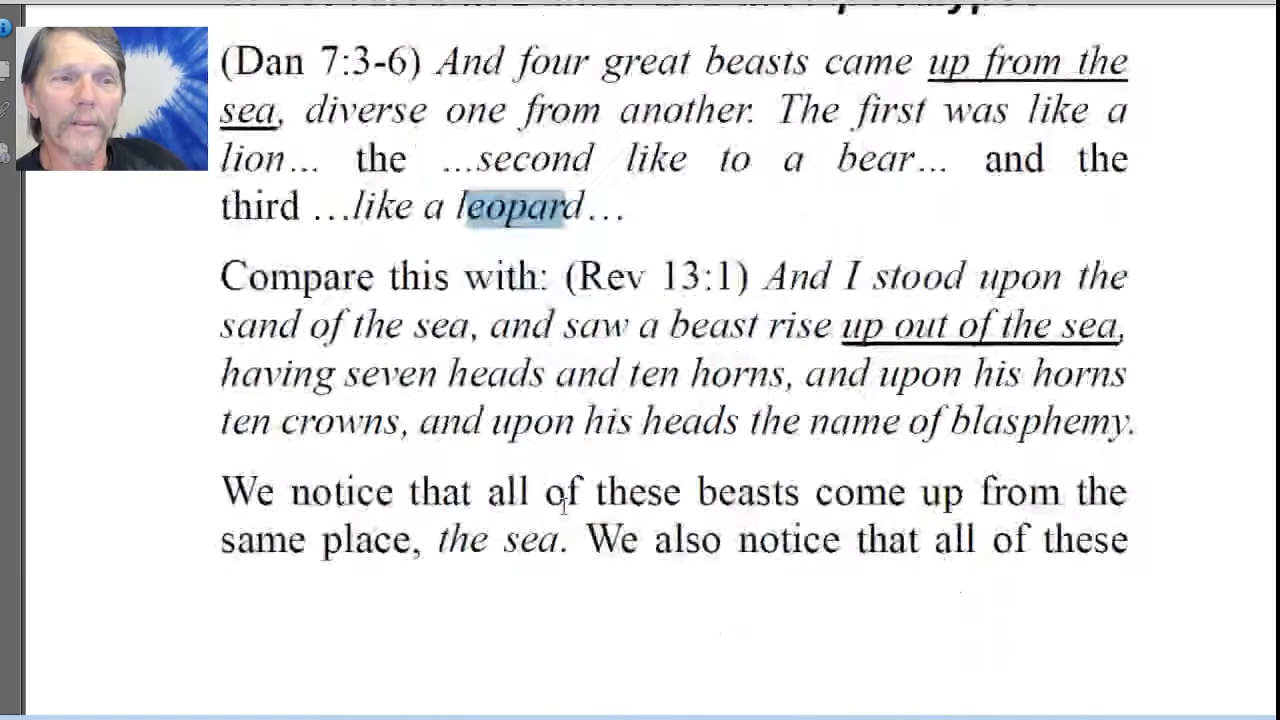 (Dan 7:3-6) And four great beasts came up from the
sea, diverse one from another. The first was like a
lion... the ...second like to a bear... and the
third ...like a leopard...
Compare this with: (Rev 13:1) And I stood upon the
sand of the sea, and saw a beast rise up out of the sea,
having seven heads and ten horns, and upon his horns
ten crowns, and upon his heads the name of blasphemy.
We notice that all of these beasts come up from the
same place, the sea. We also notice that all of these